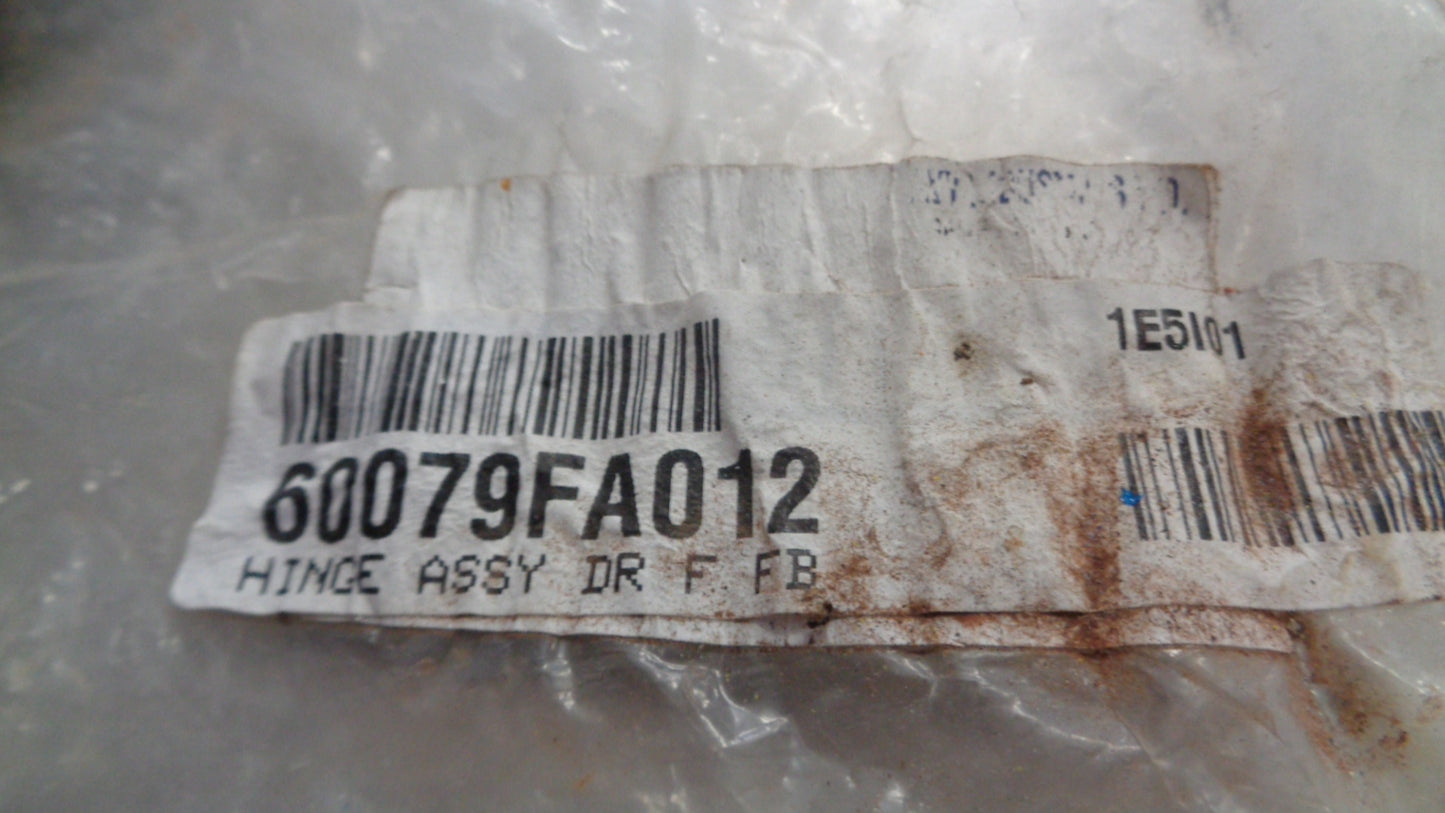 1E5I01
60079FA012
HINGE ASSY DR F FB